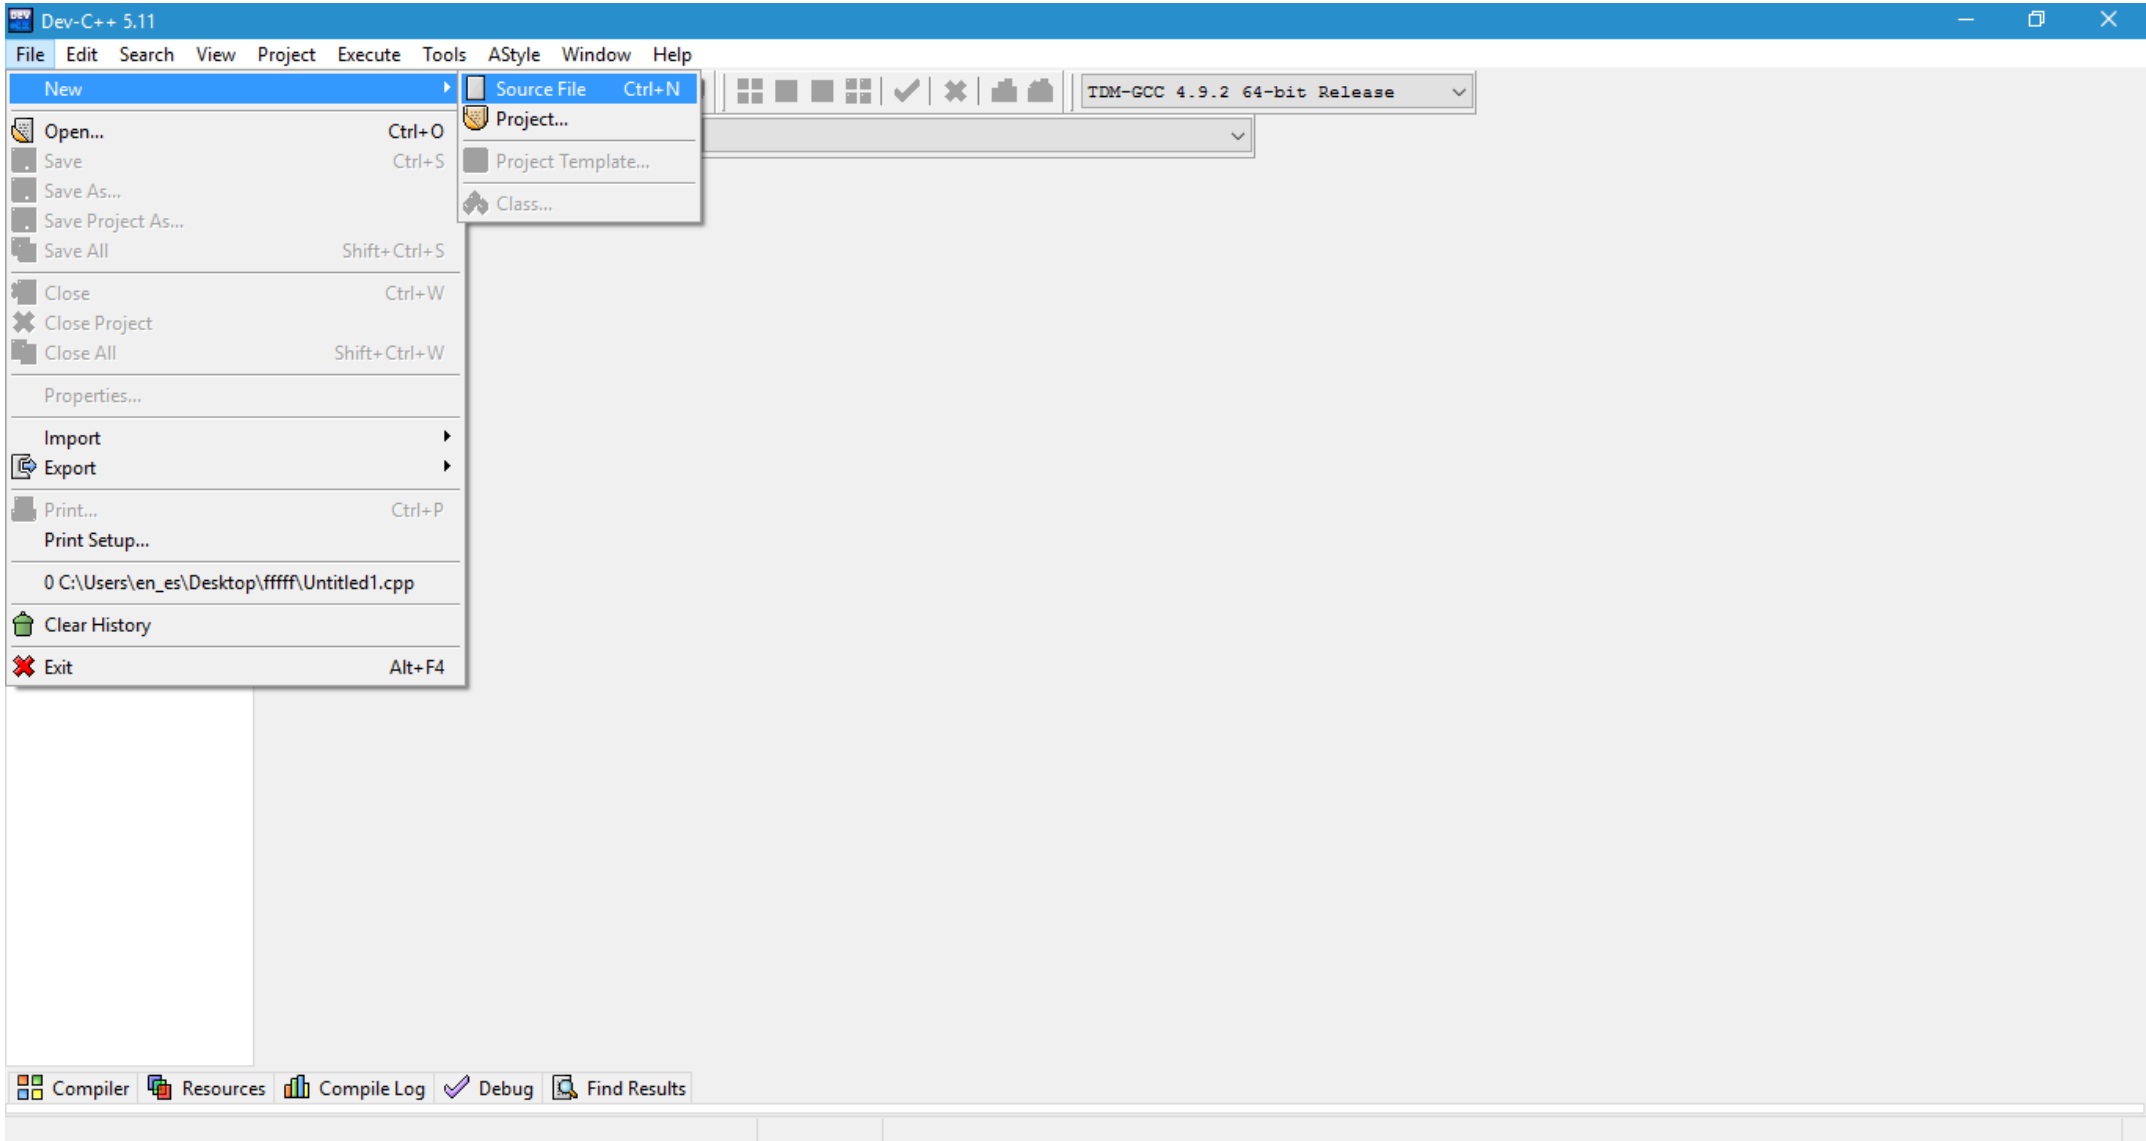 Dev-C++ 5.11
File Edit Search View Project Execute Tools AStyle Window Help
New
Source File Ctrl+N
Project...
Project Template...
Class...
TDM-GCC 4.9.2 64-bit Release
Open... Ctrl+O
Save Ctrl+S
Save As...
Save Project As...
Save All Shift+Ctrl+S
Close Ctrl+W
Close Project
Close All Shift+Ctrl+W
Properties...
Import
Export
Print... Ctrl+P
Print Setup...
0 C:\Users\en_es\Desktop\fffff\Untitled1.cpp
Clear History
Exit Alt+F4
Compiler Resources Compile Log Debug Find Results